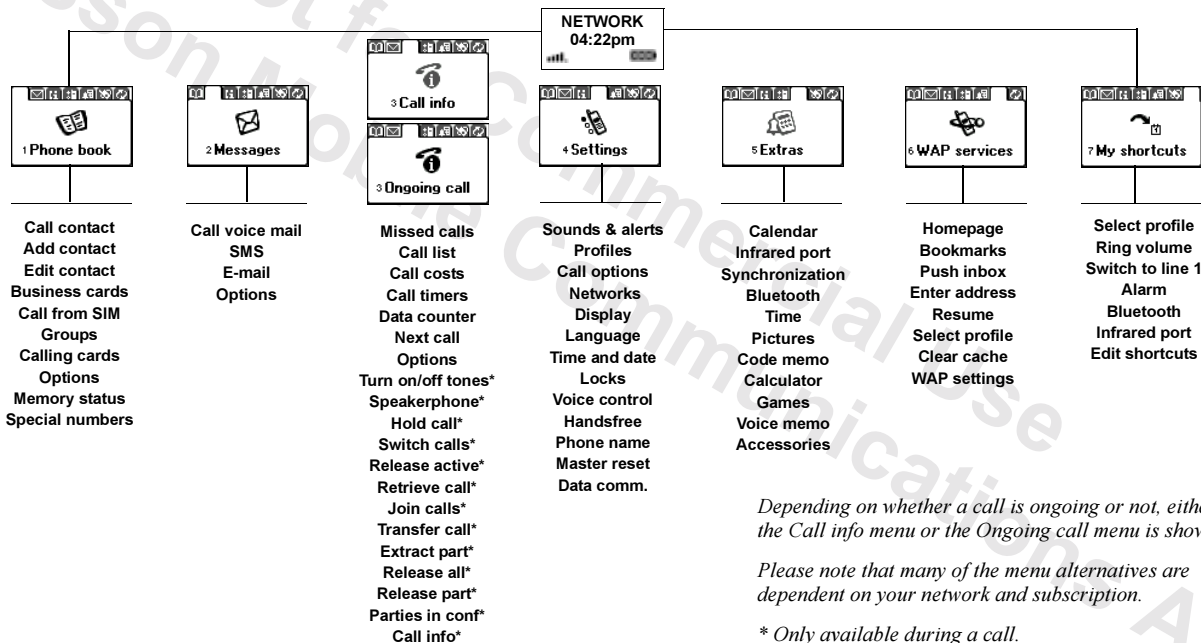 NETWORK
04:22pm
1 Phone book
Call contact
Add contact
Edit contact
Business cards
Call from SIM
Groups
Calling cards
Options
Memory status
Special numbers
2 Messages
Call voice mail
SMS
E-mail
Options
3 Call info
3 Ongoing call
Missed calls
Call list
Call costs
Call timers
Data counter
Next call
Options
Turn on/off tones*
Speakerphone*
Hold call*
Switch calls*
Release active*
Retrieve call*
Join calls*
Transfer call*
Extract part*
Release all*
Release part*
Parties in conf*
Call info*
4 Settings
Sounds & alerts
Profiles
Call options
Networks
Display
Language
Time and date
Locks
Voice control
Handsfree
Phone name
Master reset
Data comm.
5 Extras
Calendar
Infrared port
Synchronization
Bluetooth
Time
Pictures
Code memo
Calculator
Games
Voice memo
Accessories
6 WAP services
Homepage
Bookmarks
Push inbox
Enter address
Resume
Select profile
Clear cache
WAP settings
7 My shortcuts
Select profile
Ring volume
Switch to line 1
Alarm
Bluetooth
Infrared port
Edit shortcuts
Depending on whether a call is ongoing or not, eithe
the Call info menu or the Ongoing call menu is show
Please note that many of the menu alternatives are
dependent on your network and subscription.
* Only available during a call.
ot for Commercial Use
sson Mobile Communications A